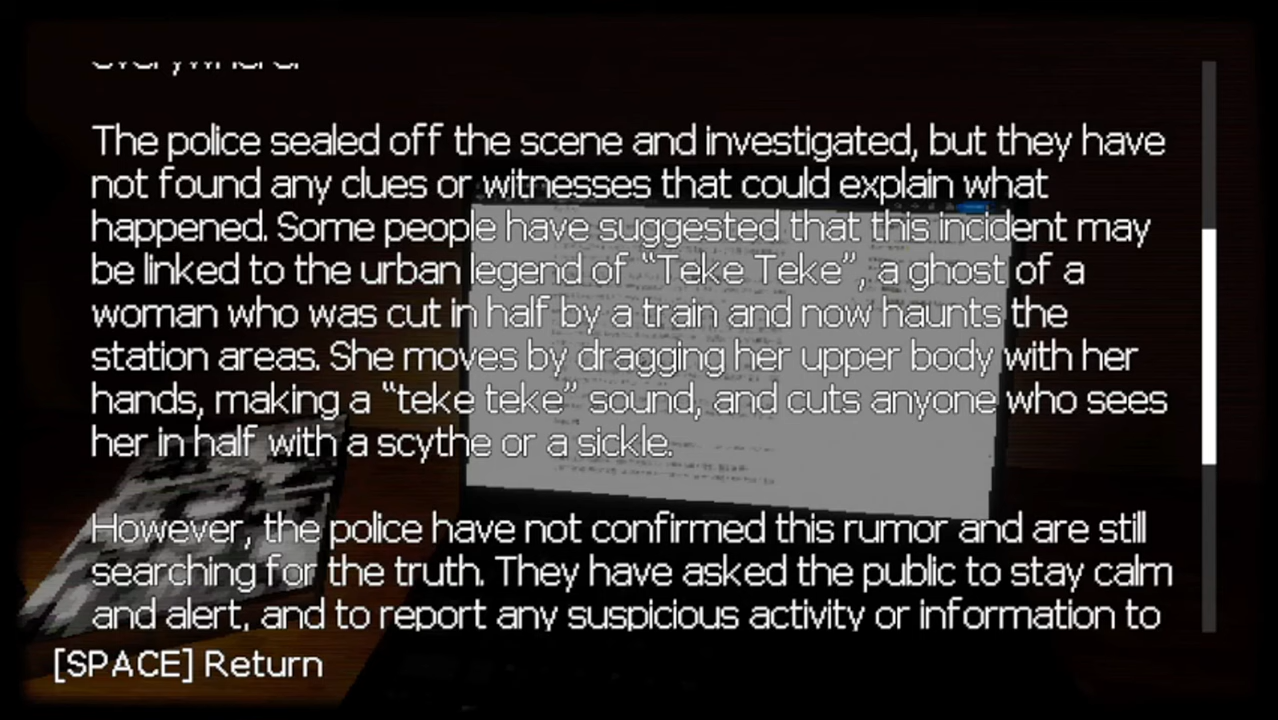 The police sealed off the scene and investigated, but they have
not found any clues or witnesses that could explain what
happened. Some people have suggested that this incident may
be linked to the urban legend of “Teke Teke”, a ghost of a
woman who was cut in half by a train and now haunts the
station areas. She moves by dragging her upper body with her
hands, making a “teke teke” sound, and cuts anyone who sees
her in half with a scythe or a sickle.
However, the police have not confirmed this rumor and are still
searching for the truth. They have asked the public to stay calm
and alert, and to report any suspicious activity or information to
[SPACE] Return